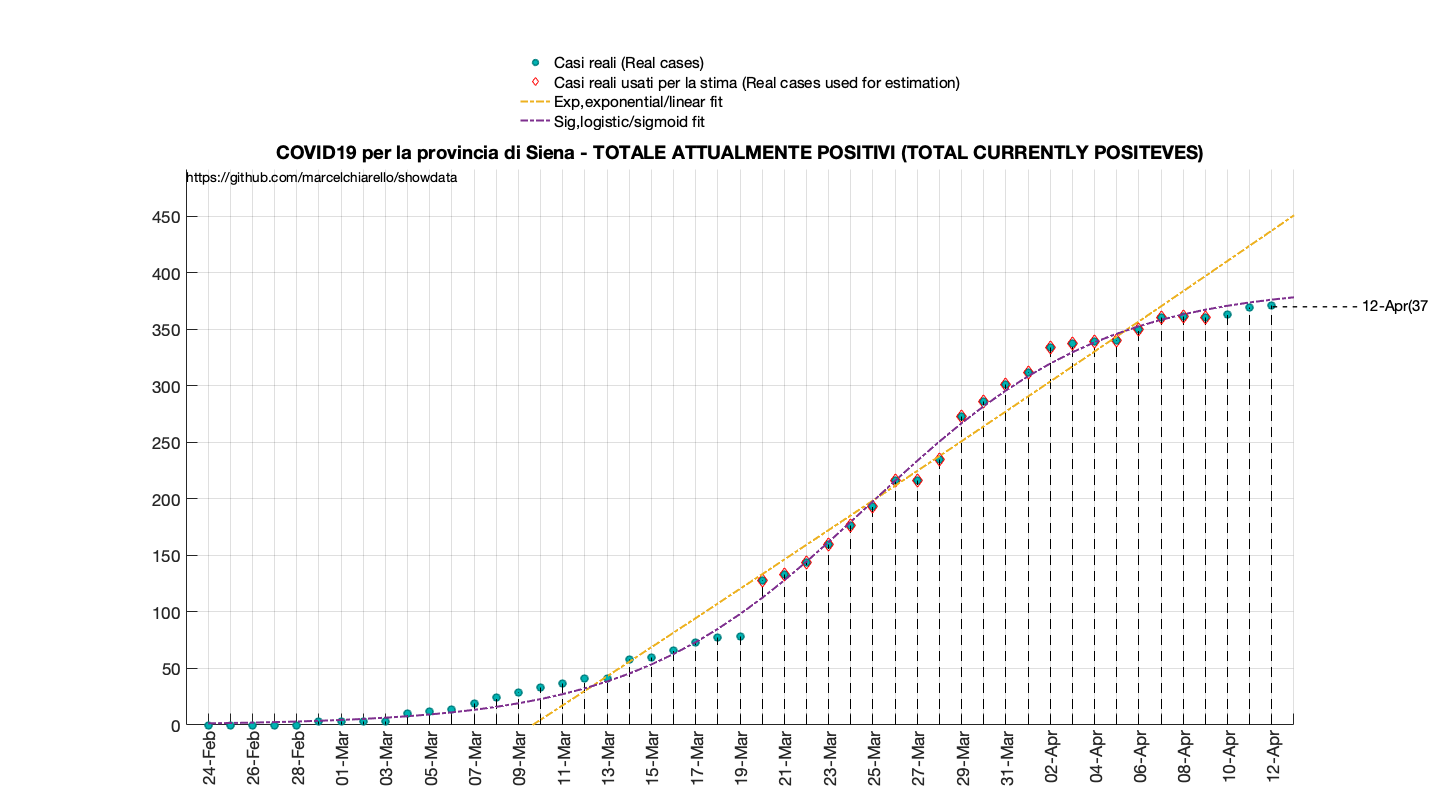 Casi reali (Real cases)
Casi reali usati per la stima (Real cases used for estimation)
Exp,exponential/linear fit
Sig,logistic/sigmoid fit
COVID19 per la provincia di Siena - TOTALE ATTUALMENTE POSITIVI (TOTAL CURRENTLY POSITEVES)
https://github.com/marcelchiarello/showdata
450
400
350
300
250
200
150
100
50
0
12-Apr(37
24-Feb
26-Feb
28-Feb
01-Mar
03-Mar
05-Mar
07-Mar
09-Mar
11-Mar
13-Mar
15-Mar
17-Mar
19-Mar
21-Mar
23-Mar
25-Mar
27-Mar
29-Mar
31-Mar
02-Apr
04-Apr
06-Apr
08-Apr
10-Apr
12-Apr